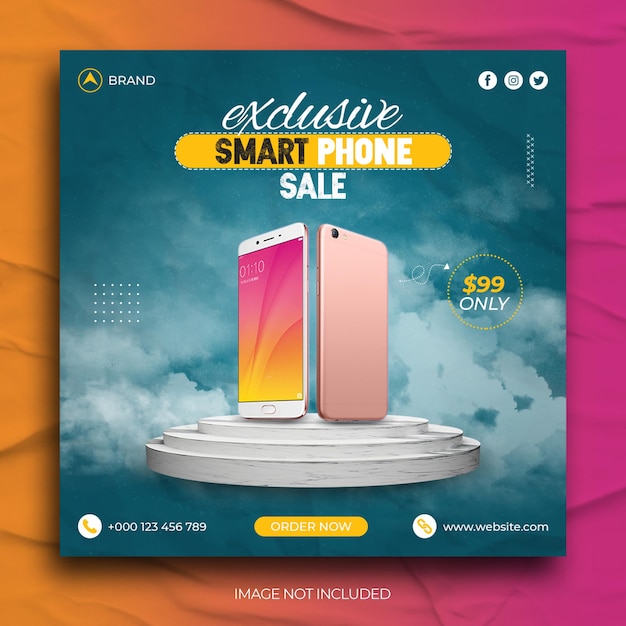 BRAND
exclusive
SMART PHONE
SALE
01:10
$99
ONLY
+000 123 456 789
ORDER NOW
www.website.com
IMAGE NOT INCLUDED